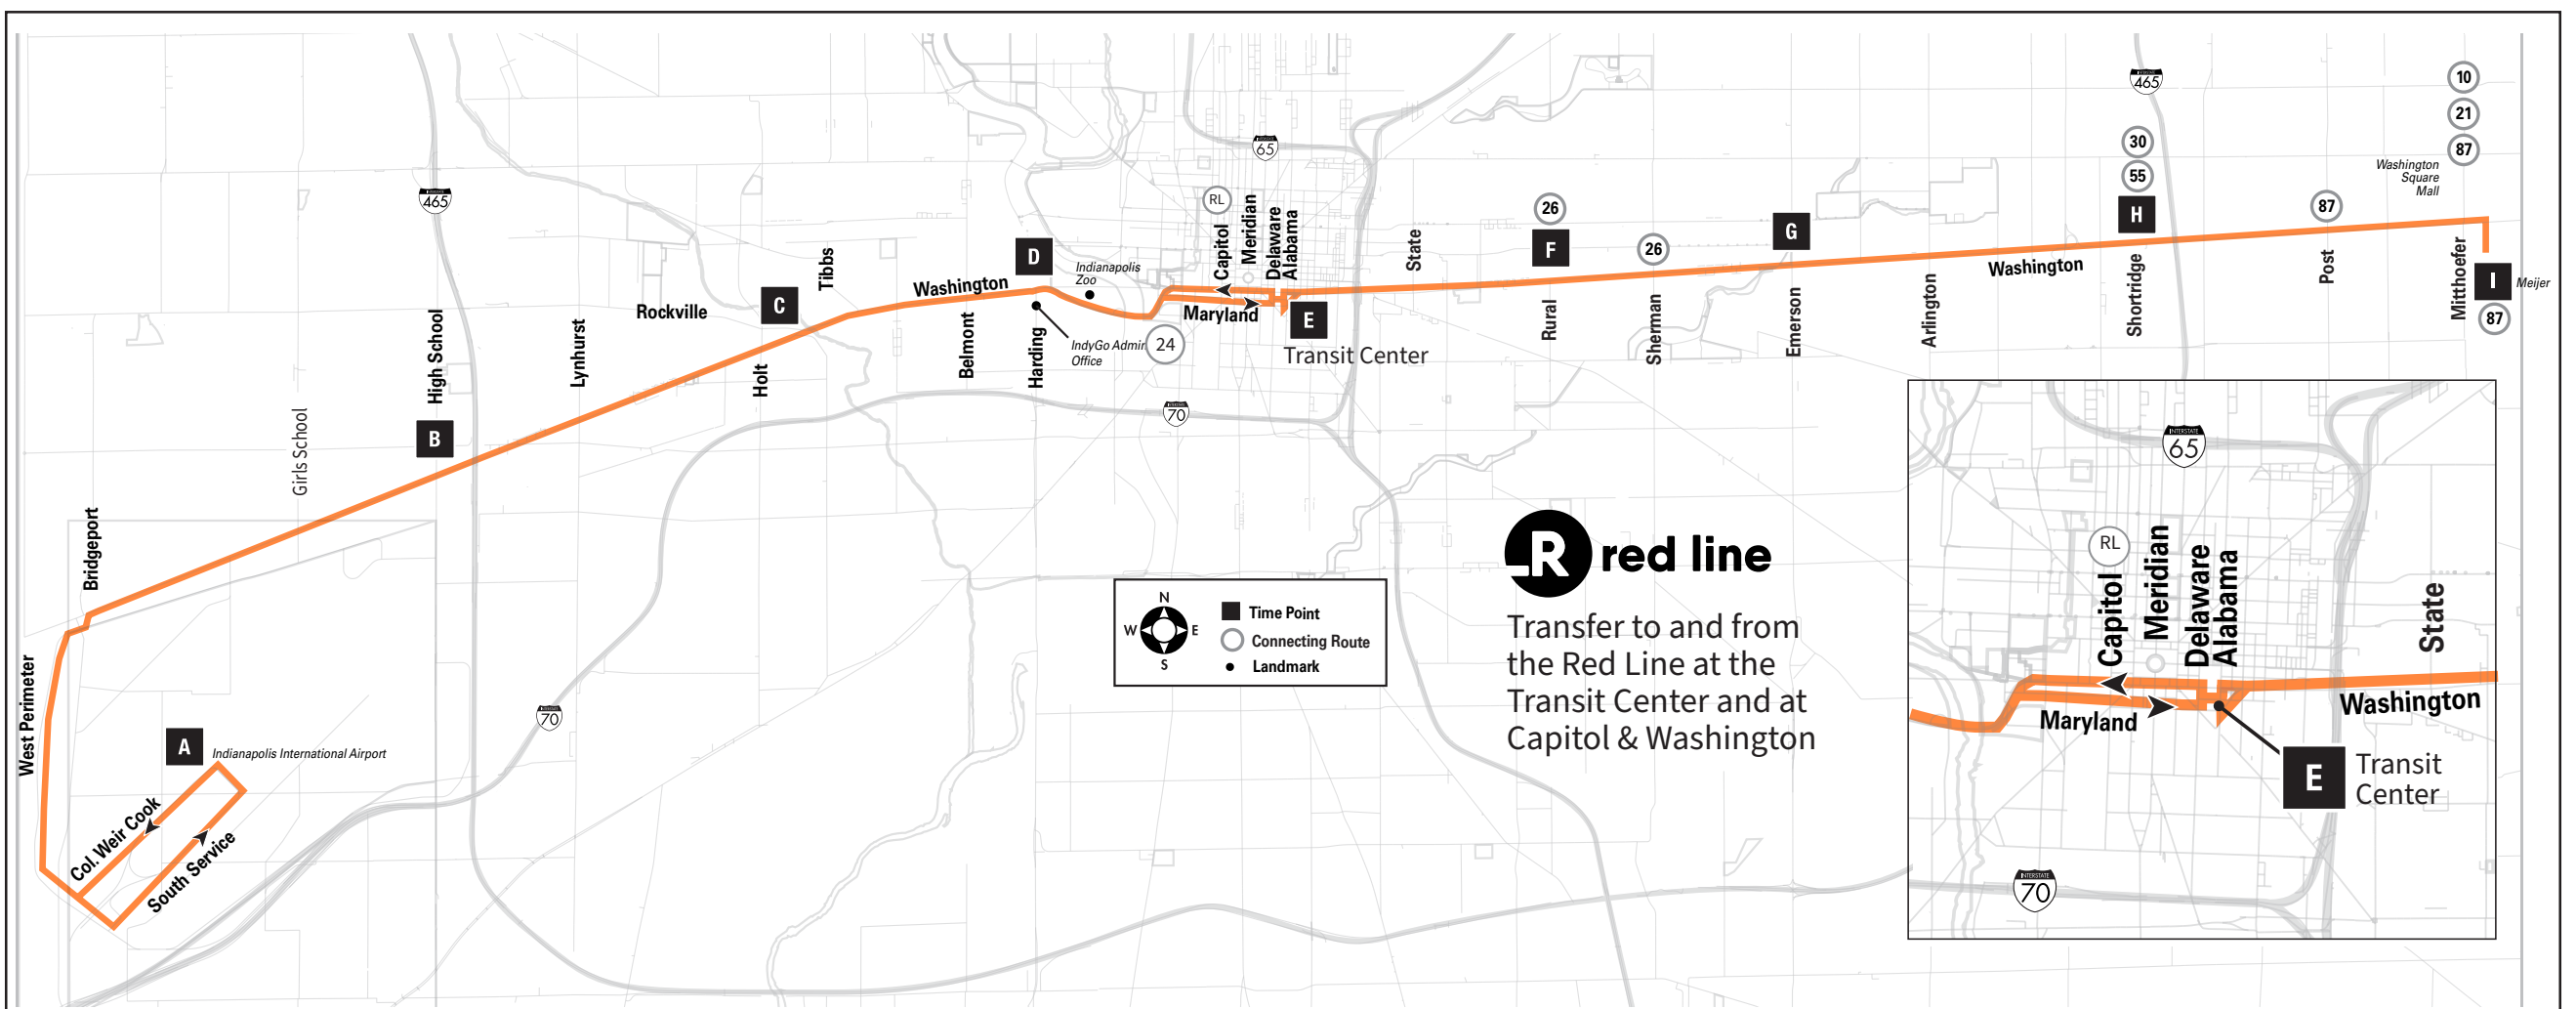 465
65
465
10
21
87
30
55
Washington
Square
Mall
H
87
RL
Capitol
Meridian
Delaware
Alabama
State
26
F
26
G
D
Indianapolis
Zoo
Tibbs
C
Rockville
Washington
Washington
Maryland
E
Transit Center
24
IndyGo Admin
Office
High School
Lynhurst
Holt
Belmont
Harding
Rural
Sherman
Emerson
Arlington
Shortridge
Post
Mitthoefer
I
Meijer
87
70
B
Girls School
Bridgeport
West Perimeter
A
Indianapolis International Airport
Col. Weir Cook
South Service
70
N
W
E
S
Time Point
Connecting Route
Landmark
R red line
Transfer to and from
the Red Line at the
Transit Center and at
Capitol & Washington
INTERSTATE
65
RL
Capitol
Meridian
Delaware
Alabama
State
Maryland
Washington
E
Transit
Center
INTERSTATE
70